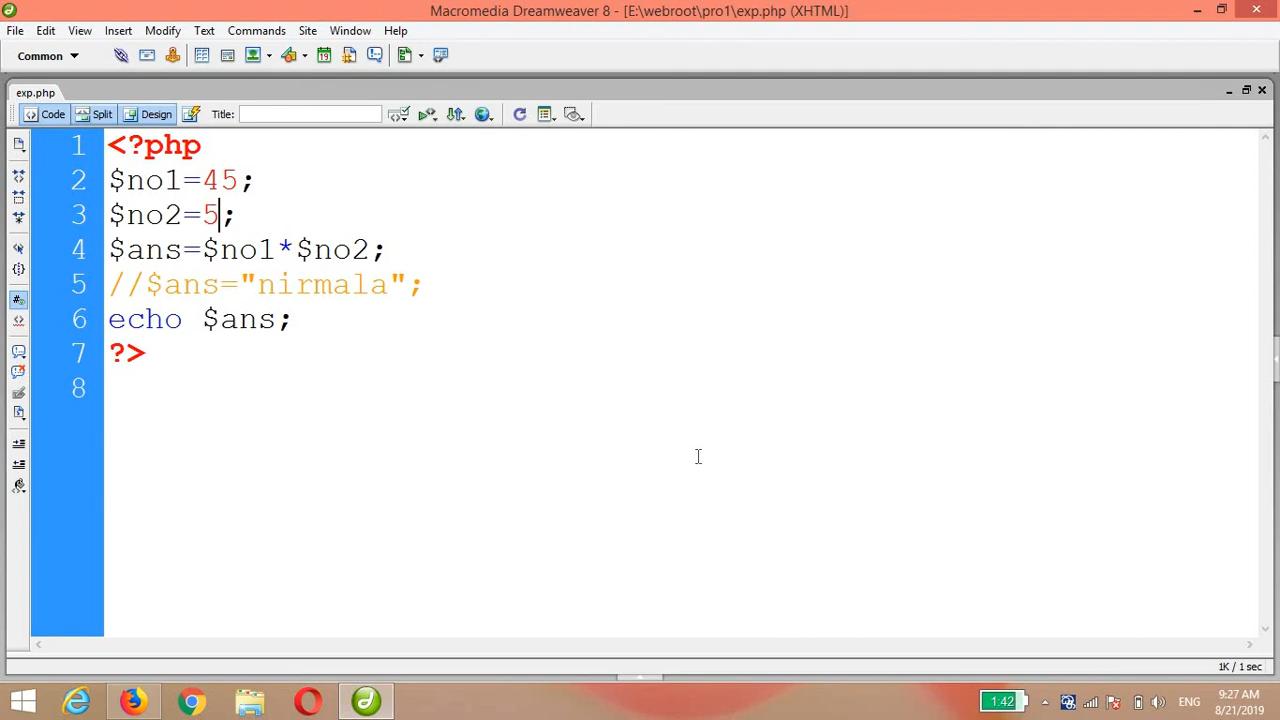 Macromedia Dreamweaver 8 - [E:\webroot\pro1\exp.php (XHTML)]
File Edit View Insert Modify Text Commands Site Window Help
Common
19
exp.php
Code Split Design Title:
1 <?php
2 $no1=45;
3 $no2=5;
4 $ans=$no1*$no2;
5 //$ans="nirmala";
6 echo $ans;
7 ?>
8
1K / 1 sec
1:42 ENG 9:27 AM
8/21/2019